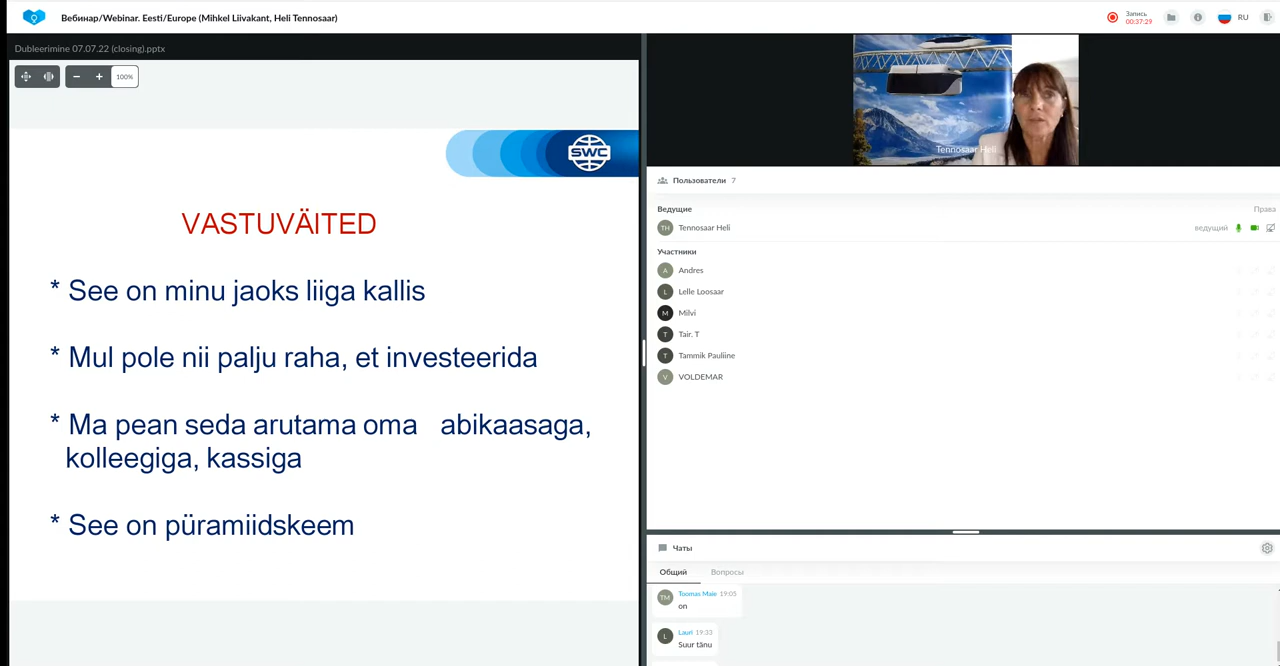 Вебинар/Webinar. Eesti/Europe (Mihkel Liivakant, Heli Tennosaar)
Запись
00:37:29
RU
Dubleerimine 07.07.22 (closing).pptx
100%
SWC
VASTUVÄITED
* See on minu jaoks liiga kallis
* Mul pole nii palju raha, et investeerida
* Ma pean seda arutama oma abikaasaga,
kolleegiga, kassiga
* See on püramiidskeem
Tennosaar Heli
Пользователи 7
Ведущие Права
TH Tennosaar Heli ведущий
Участники
A Andres
L Lelle Loosaar
M Milvi
T Tair. T
T Tammik Pauliine
V VOLDEMAR
Чаты
Общий Вопросы
TM Toomas Maie 19:05
on
L Lauri 19:33
Suur tänu